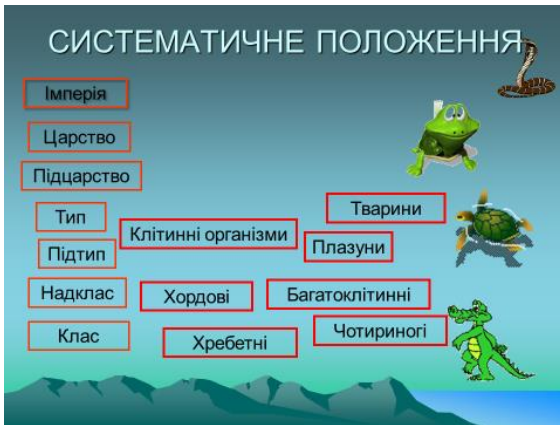 СИСТЕМАТИЧНЕ ПОЛОЖЕННЯ
Імперія
Царство
Підцарство
Тип
Підтип
Надклас
Клас
Тварини
Клітинні організми
Плазуни
Хордові
Багатоклітинні
Хребетні
Чотириногі